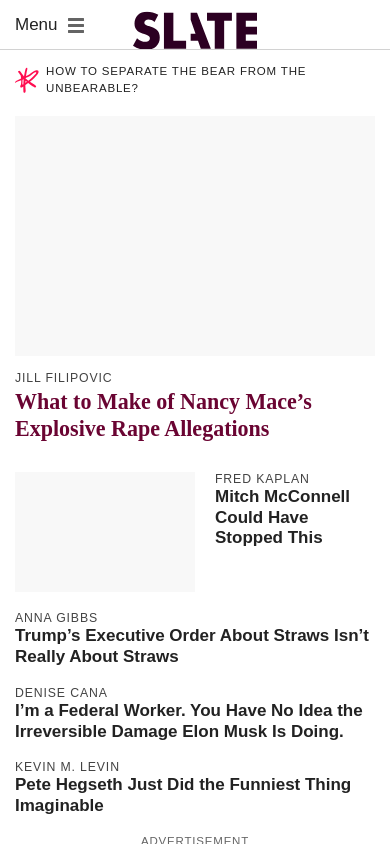 Menu
SLATE
HOW TO SEPARATE THE BEAR FROM THE
UNBEARABLE?
JILL FILIPOVIC
What to Make of Nancy Mace’s
Explosive Rape Allegations
FRED KAPLAN
Mitch McConnell
Could Have
Stopped This
ANNA GIBBS
Trump’s Executive Order About Straws Isn’t
Really About Straws
DENISE CANA
I’m a Federal Worker. You Have No Idea the
Irreversible Damage Elon Musk Is Doing.
KEVIN M. LEVIN
Pete Hegseth Just Did the Funniest Thing
Imaginable
ADVERTISEMENT